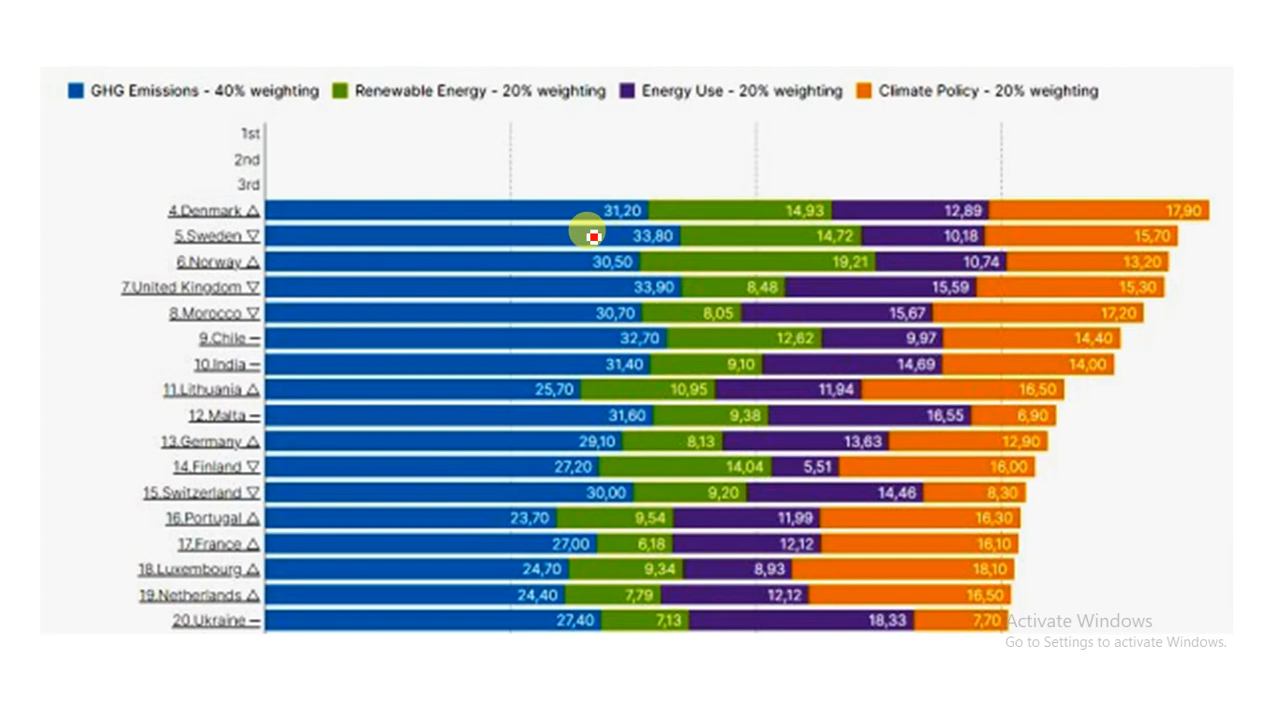 GHG Emissions - 40% weighting Renewable Energy - 20% weighting Energy Use - 20% weighting Climate Policy - 20% weighting
1st
2nd
3rd
4.Denmark △ 31,20 14,93 12,89 17,90
5.Sweden ▽ 33,80 14,72 10,18 15,70
6.Norway △ 30,50 19,21 10,74 13,20
7.United Kingdom ▽ 33,90 8,48 15,59 15,30
8.Morocco ▽ 30,70 8,05 15,67 17,20
9.Chile – 32,70 12,62 9,97 14,40
10.India – 31,40 9,10 14,69 14,00
11.Lithuania △ 25,70 10,95 11,94 16,50
12.Malta – 31,60 9,38 16,55 6,90
13.Germany △ 29,10 8,13 13,63 12,90
14.Finland ▽ 27,20 14,04 5,51 16,00
15.Switzerland ▽ 30,00 9,20 14,46 8,30
16.Portugal △ 23,70 9,54 11,99 16,30
17.France △ 27,00 6,18 12,12 16,10
18.Luxembourg △ 24,70 9,34 8,93 18,10
19.Netherlands △ 24,40 7,79 12,12 16,50
20.Ukraine – 27,40 7,13 18,33 7,70
Activate Windows
Go to Settings to activate Windows.